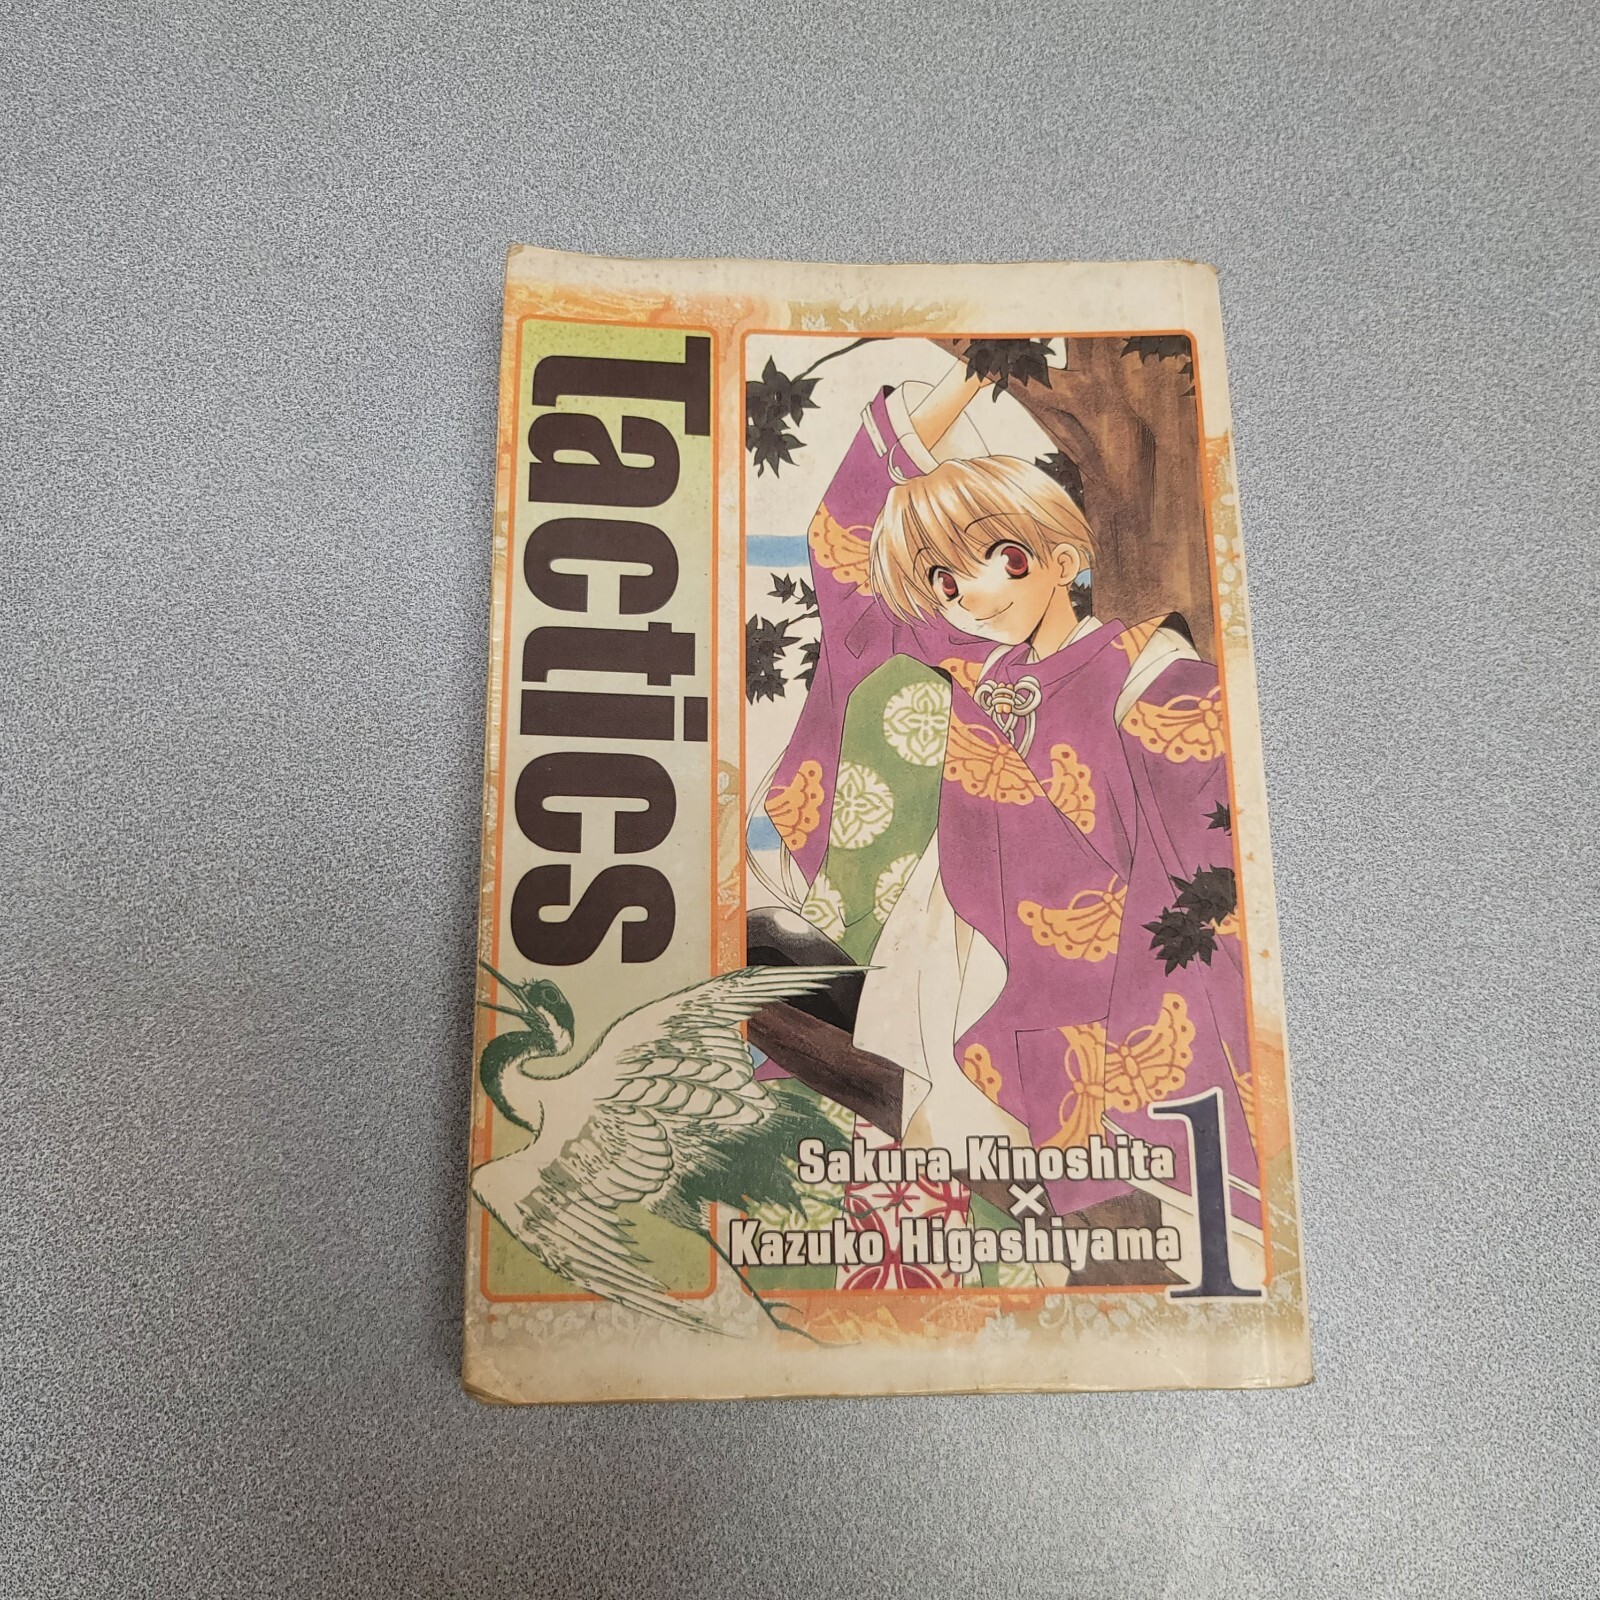 Tactics
Sakura Kinoshita
×
Kazuko Higashiyama
1